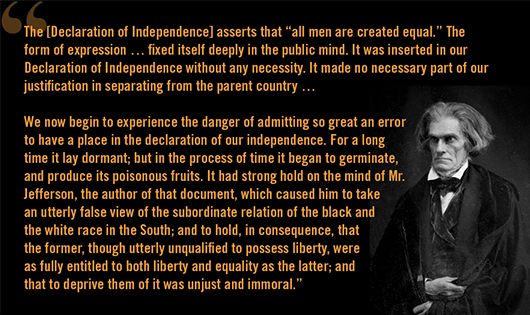 “
The [Declaration of Independence] asserts that “all men are created equal.” The
form of expression … fixed itself deeply in the public mind. It was inserted in our
Declaration of Independence without any necessity. It made no necessary part of our
justification in separating from the parent country …
We now begin to experience the danger of admitting so great an error
to have a place in the declaration of our independence. For a long
time it lay dormant; but in the process of time it began to germinate,
and produce its poisonous fruits. It had strong hold on the mind of Mr.
Jefferson, the author of that document, which caused him to take
an utterly false view of the subordinate relation of the black and
the white race in the South; and to hold, in consequence, that
the former, though utterly unqualified to possess liberty, were
as fully entitled to both liberty and equality as the latter; and
that to deprive them of it was unjust and immoral.”